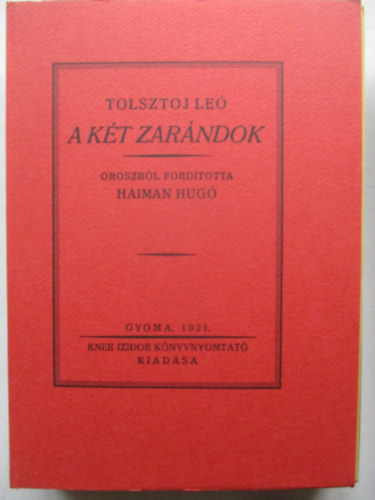 TOLSZTOJ LEÓ
A KÉT ZARÁNDOK
OROSZBÓL FORDÍTOTTA
HAIMAN HUGÓ
GYOMA, 1921.
KNER IZIDOR KÖNYVNYOMTATÓ
KIADÁSA